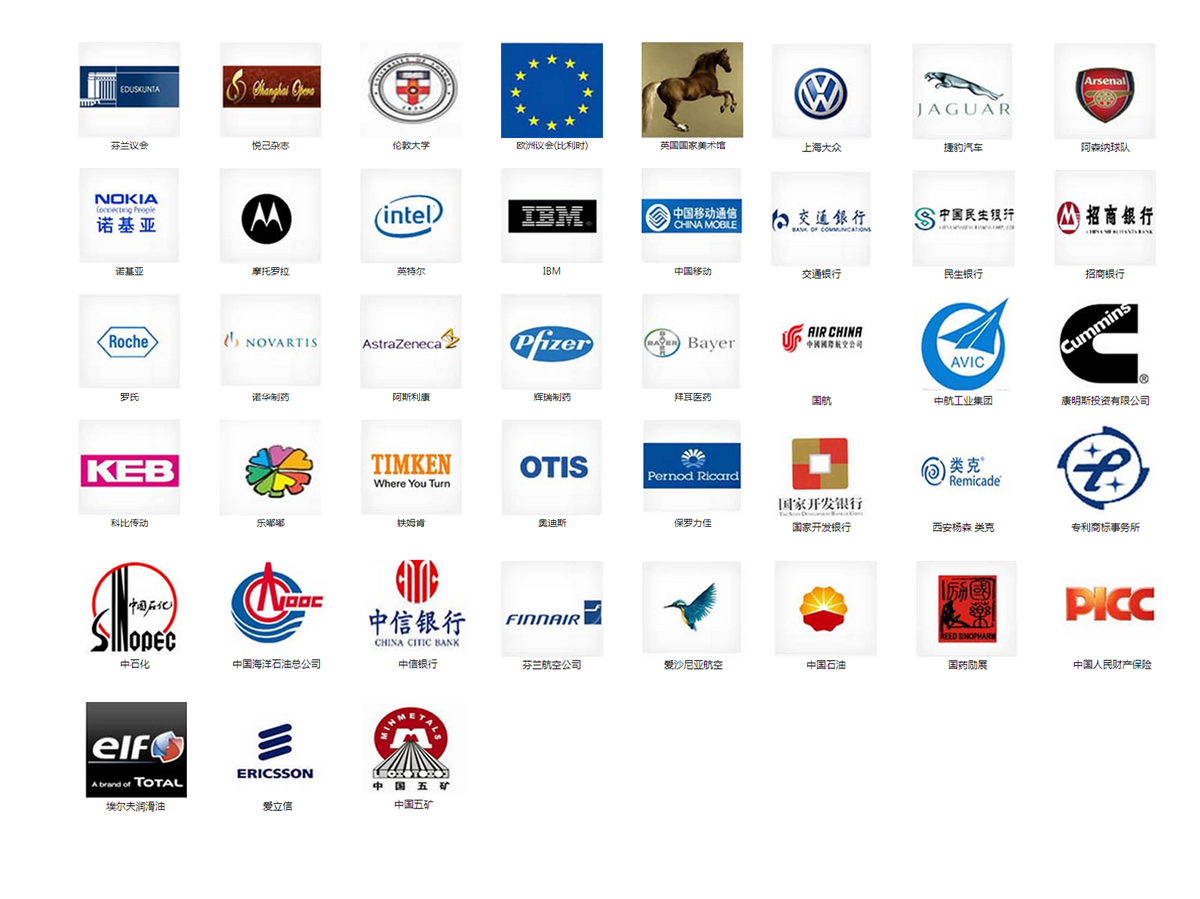 EDUSKUNTA
Shanghai Opera
芬兰议会
悦己杂志
伦敦大学
欧洲议会(比利时)
英国国家美术馆
上海大众
JAGUAR
捷豹汽车
Arsenal
阿森纳球队
NOKIA
Connecting People
诺基亚
诺基亚
摩托罗拉
intel
英特尔
IBM
IBM
中国移动通信
CHINA MOBILE
中国移动
交通银行
BANK OF COMMUNICATIONS
交通银行
中国民生银行
民生银行
招商银行
CHINA MERCHANTS BANK
招商银行
Roche
罗氏
NOVARTIS
诺华制药
AstraZeneca
阿斯利康
Pfizer
辉瑞制药
BAYER
Bayer
拜耳医药
AIR CHINA
中國國際航空公司
国航
AVIC
中航工业集团
Cummins
®
康明斯投资有限公司
KEB
科比传动
乐嘟嘟
TIMKEN
Where You Turn
铁姆肯
OTIS
奥迪斯
Pernod Ricard
保罗力佳
国家开发银行
国家开发银行
类克®
Remicade®
西安杨森 类克
专利商标事务所
中国石化
SINOPEC
中石化
CNOOC
中国海洋石油总公司
CITIC
中信银行
CHINA CITIC BANK
中信银行
FINNAIR
芬兰航空公司
爱沙尼亚航空
中国石油
REED SINOPHARM
国药励展
PICC
中国人民财产保险
elf
A brand of TOTAL
埃尔夫润滑油
ERICSSON
爱立信
MINMETALS
中国五矿
中国五矿